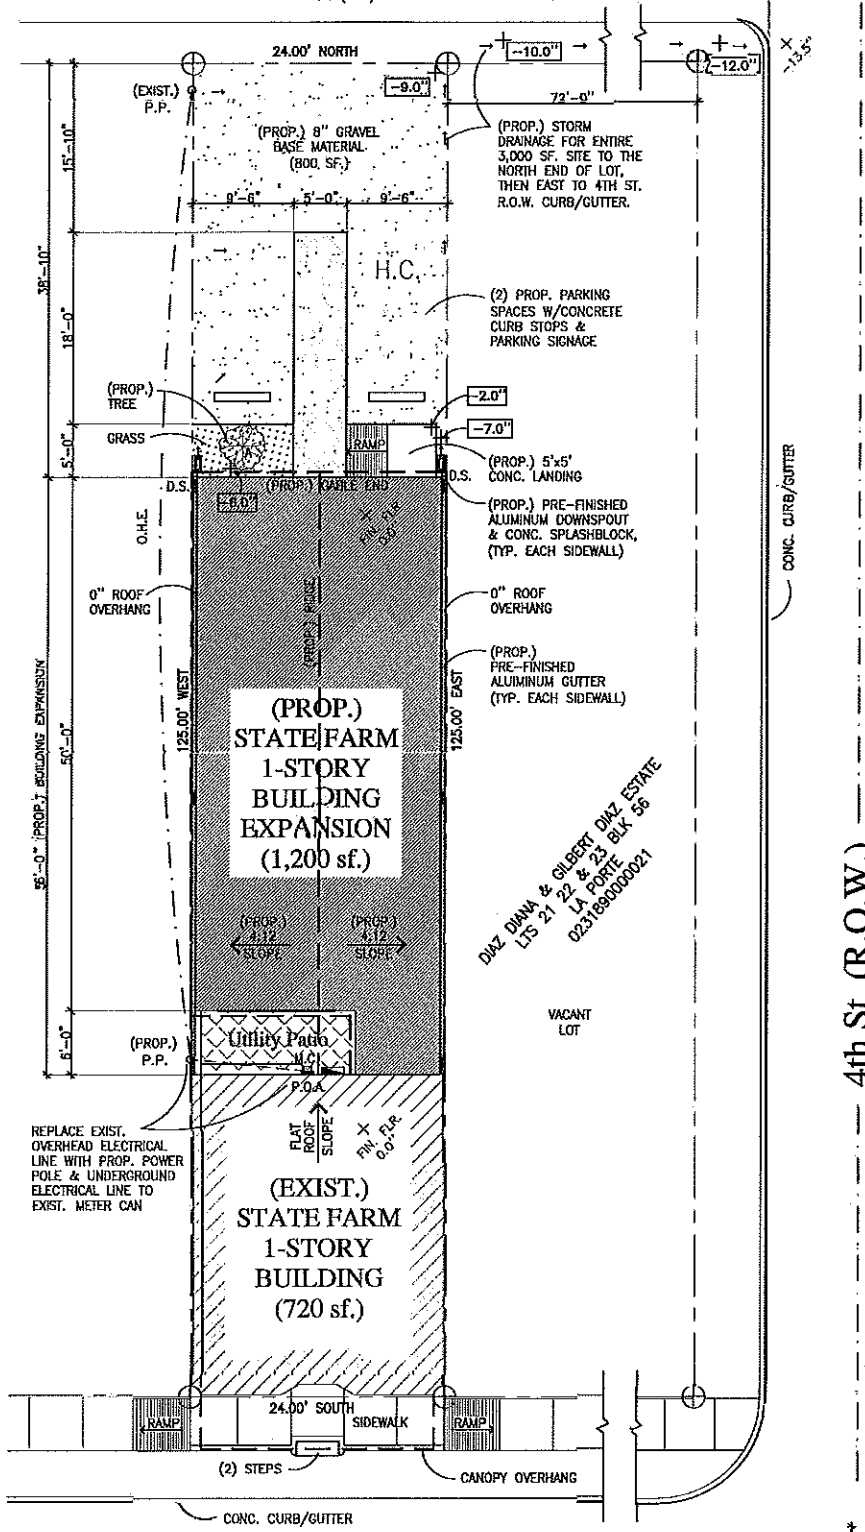 24.00' NORTH
-10.0"
-12.0"
-13.5"
(EXIST.)
P.P.
-9.0"
72'-0"
15'-10"
(PROP.) 8" GRAVEL
BASE MATERIAL
(800 SF.)
(PROP.) STORM
DRAINAGE FOR ENTIRE
3,000 SF. SITE TO THE
NORTH END OF LOT,
THEN EAST TO 4TH ST.
R.O.W. CURB/GUTTER.
9'-6"
5'-0"
9'-6"
38'-10"
H.C.
18'-0"
(2) PROP. PARKING
SPACES W/CONCRETE
CURB STOPS &
PARKING SIGNAGE
(PROP.)
TREE
-2.0"
GRASS
-7.0"
RAMP
5'-0"
(PROP.) 5'x5'
CONC. LANDING
D.S.
(PROP.) GABLE END
D.S.
(PROP.) PRE-FINISHED
ALUMINUM DOWNSPOUT
& CONC. SPLASHBLOCK,
(TYP. EACH SIDEWALL)
FIN. FLR.
0.0"
O.H.E.
CONC. CURB/GUTTER
0" ROOF
OVERHANG
0" ROOF
OVERHANG
(PROP.) RIDGE
(PROP.)
PRE-FINISHED
ALUMINUM GUTTER
(TYP. EACH SIDEWALL)
125.00' WEST
125.00' EAST
56'-0" (PROP.) BUILDING EXPANSION
50'-0"
(PROP.)
STATE FARM
1-STORY
BUILDING
EXPANSION
(1,200 sf.)
DIAZ DIANA & GILBERT DIAZ ESTATE
LTS 21 22 & 23 BLK 56
LA PORTE
0231890000021
(PROP.)
4:12
SLOPE
(PROP.)
4:12
SLOPE
4th St. (R.O.W.)
VACANT
LOT
6'-0"
Utility Patio
(PROP.)
P.P.
M.C.
P.O.A.
REPLACE EXIST.
OVERHEAD ELECTRICAL
LINE WITH PROP. POWER
POLE & UNDERGROUND
ELECTRICAL LINE TO
EXIST. METER CAN
FLAT
ROOF
SLOPE
FIN. FLR.
0.0"
(EXIST.)
STATE FARM
1-STORY
BUILDING
(720 sf.)
24.00' SOUTH
RAMP
SIDEWALK
RAMP
(2) STEPS
CANOPY OVERHANG
CONC. CURB/GUTTER
*